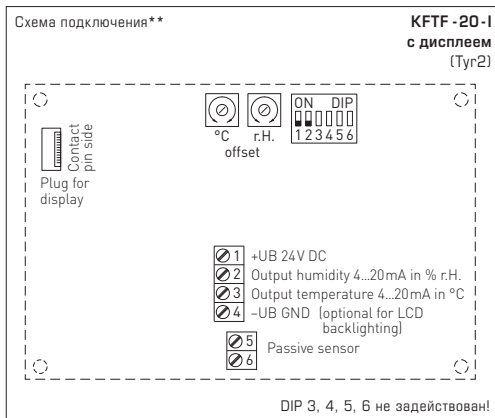 Схема подключения**
KFTF - 20 - I
с дисплеем
(Tyr2)
ON DIP
1 2 3 4 5 6
°C r.H.
offset
Contact
pin side
Plug for
display
1 +UB 24V DC
2 Output humidity 4...20mA in % r.H.
3 Output temperature 4...20mA in °C
4 –UB GND (optional for LCD
backlighting)
5 Passive sensor
6
DIP 3, 4, 5, 6 не задействован!